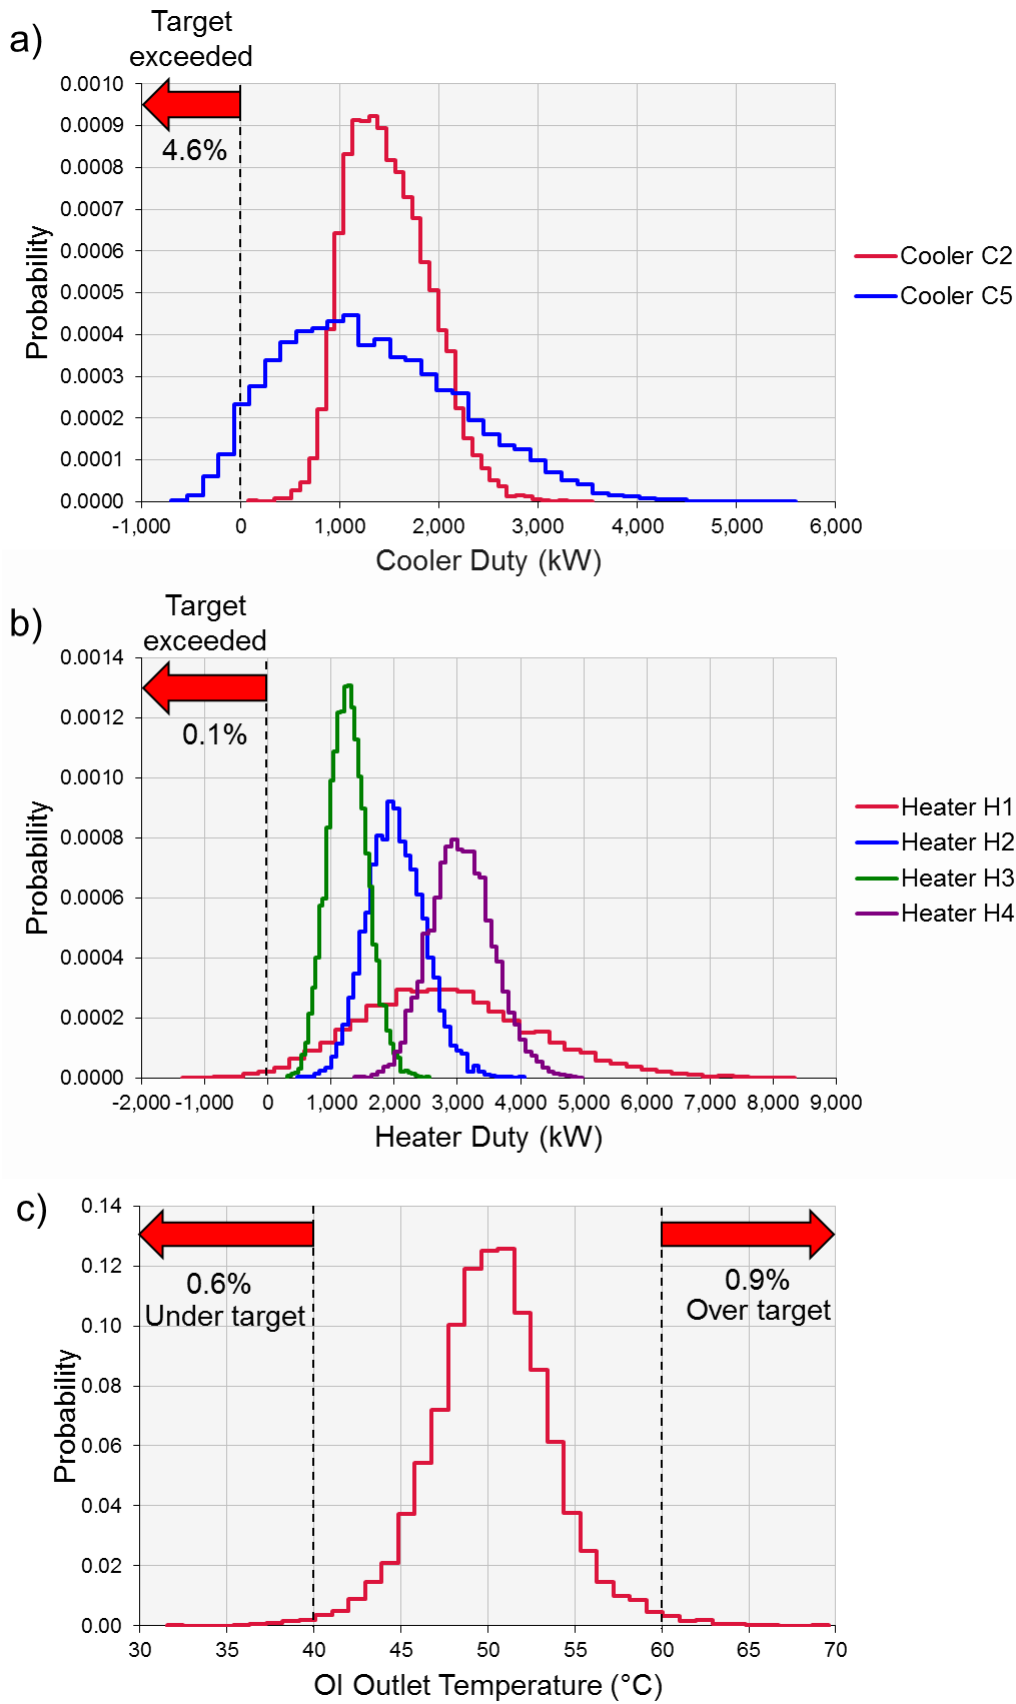 a)
Target
exceeded
4.6%
0.0010
0.0009
0.0008
0.0007
0.0006
0.0005
0.0004
0.0003
0.0002
0.0001
0.0000
Probability
-1,000 0 1,000 2,000 3,000 4,000 5,000 6,000
Cooler Duty (kW)
Cooler C2
Cooler C5
b)
Target
exceeded
0.1%
0.0014
0.0012
0.0010
0.0008
0.0006
0.0004
0.0002
0.0000
Probability
-2,000 -1,000 0 1,000 2,000 3,000 4,000 5,000 6,000 7,000 8,000 9,000
Heater Duty (kW)
Heater H1
Heater H2
Heater H3
Heater H4
c)
0.6%
Under target
0.9%
Over target
0.14
0.12
0.10
0.08
0.06
0.04
0.02
0.00
Probability
30 35 40 45 50 55 60 65 70
OI Outlet Temperature (°C)